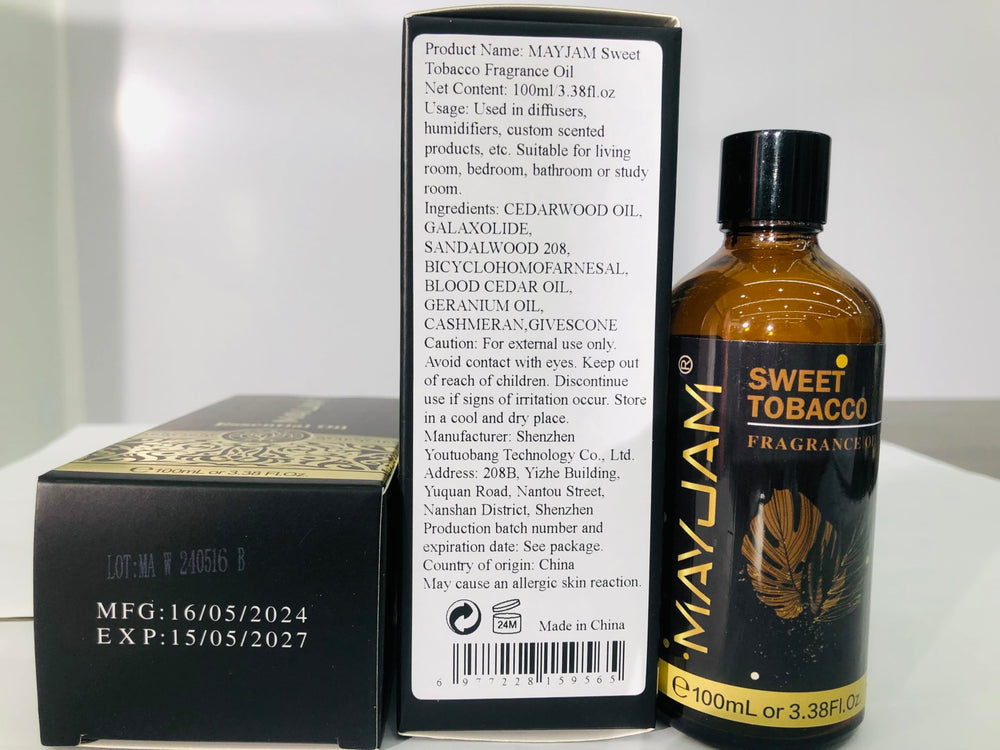 Essential Oil
℮100mL or 3.38 Fl.Oz
LOT:MA W 240516 B
MFG:16/05/2024
EXP:15/05/2027
Product Name: MAYJAM Sweet
Tobacco Fragrance Oil
Net Content: 100ml/3.38fl.oz
Usage: Used in diffusers,
humidifiers, custom scented
products, etc. Suitable for living
room, bedroom, bathroom or study
room.
Ingredients: CEDARWOOD OIL,
GALAXOLIDE,
SANDALWOOD 208,
BICYCLOHOMOFARNESAL,
BLOOD CEDAR OIL,
GERANIUM OIL,
CASHMERAN,GIVESCONE
Caution: For external use only.
Avoid contact with eyes. Keep out
of reach of children. Discontinue
use if signs of irritation occur. Store
in a cool and dry place.
Manufacturer: Shenzhen
Youtuobang Technology Co., Ltd.
Address: 208B, Yizhe Building,
Yuquan Road, Nantou Street,
Nanshan District, Shenzhen
Production batch number and
expiration date: See package.
Country of origin: China
May cause an allergic skin reaction.
24M
Made in China
6 977228 159565
MAYJAM®
SWEET
TOBACCO
FRAGRANCE
℮100mL or 3.38Fl.Oz